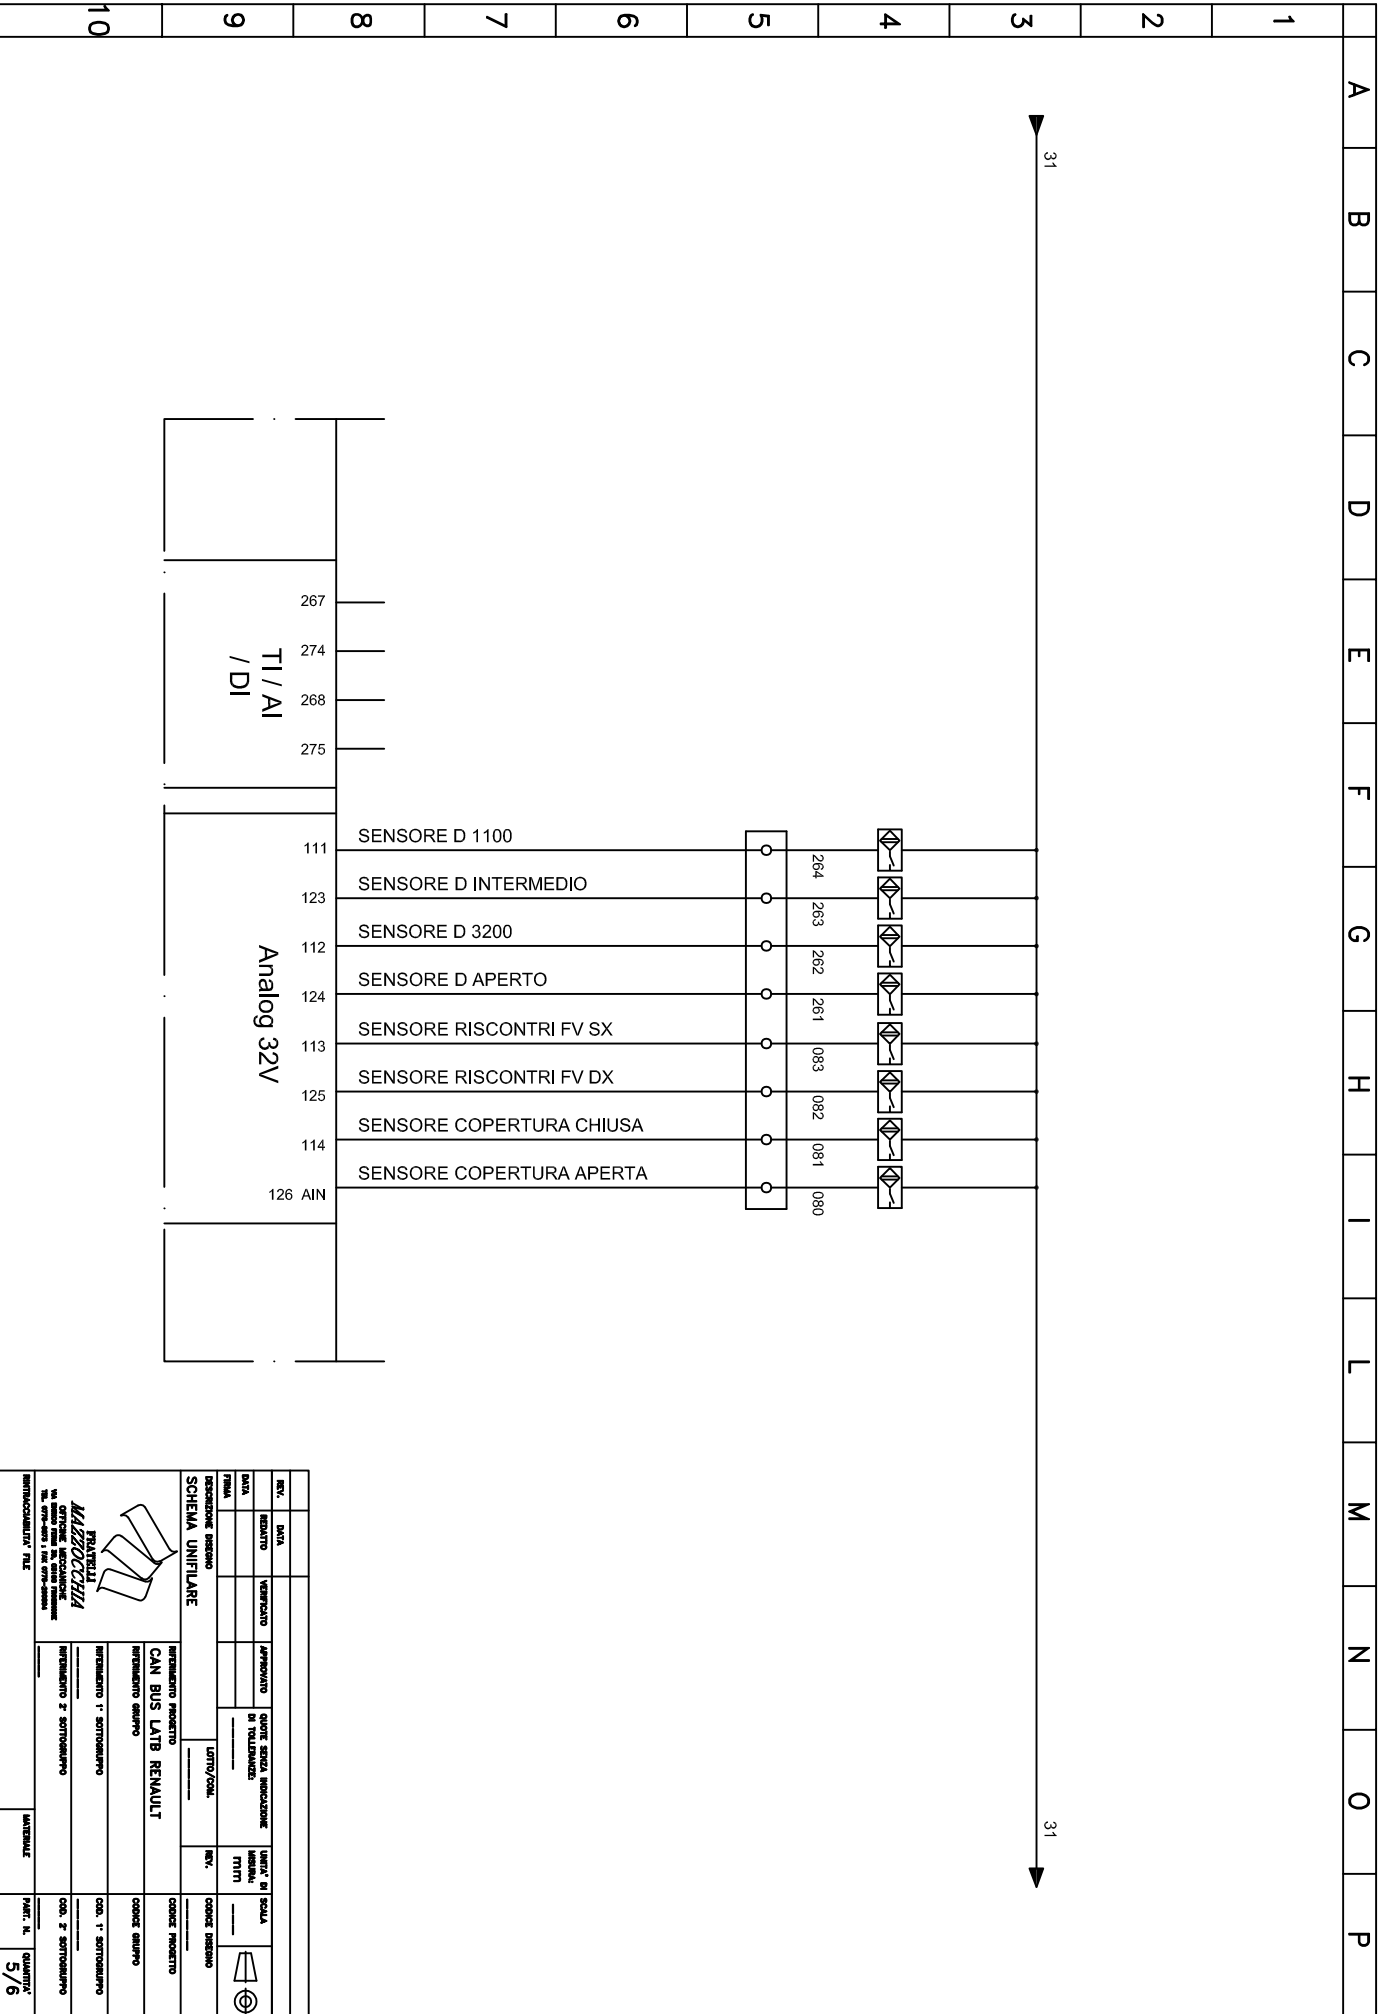 1
2
3
4
5
6
7
8
9
10
A
B
C
D
E
F
G
H
I
L
M
N
O
P
31
31
267
274
268
275
TI / AI
/ DI
111
SENSORE D 1100
264
123
SENSORE D INTERMEDIO
263
112
SENSORE D 3200
262
124
SENSORE D APERTO
261
113
SENSORE RISCONTRI FV SX
083
125
SENSORE RISCONTRI FV DX
082
114
SENSORE COPERTURA CHIUSA
081
126 AIN
SENSORE COPERTURA APERTA
080
Analog 32V
REV.
DATA
REDATTO
VERIFICATO
APPROVATO
DATA
FIRMA
QUOTE SENZA INDICAZIONE
DI TOLLERANZE:
UNITA' DI
MISURA:
mm
SCALA
DESCRIZIONE DISEGNO
SCHEMA UNIFILARE
LOTTO/COM.
REV.
CODICE DISEGNO
RIFERIMENTO PROGETTO
CAN BUS LATB RENAULT
CODICE PROGETTO
RIFERIMENTO GRUPPO
CODICE GRUPPO
RIFERIMENTO 1° SOTTOGRUPPO
COD. 1° SOTTOGRUPPO
RIFERIMENTO 2° SOTTOGRUPPO
COD. 2° SOTTOGRUPPO
FRATELLI
MAZZOCCHIA
OFFICINE MECCANICHE
RINTRACCIABILITA' FILE
MATERIALE
PART. N.
QUANTITA'
5/6